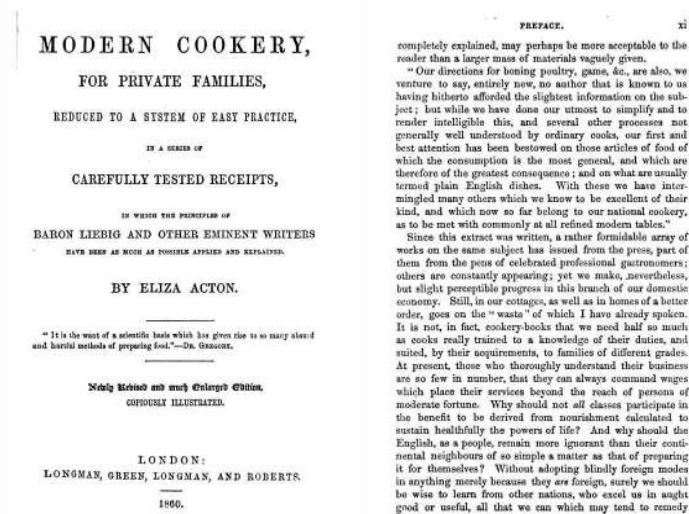 MODERN COOKERY,
FOR PRIVATE FAMILIES,
REDUCED TO A SYSTEM OF EASY PRACTICE,
IN A SERIES OF
CAREFULLY TESTED RECEIPTS,
IN WHICH THE PRINCIPLES OF
BARON LIEBIG AND OTHER EMINENT WRITERS
HAVE BEEN AS MUCH AS POSSIBLE APPLIED AND EXPLAINED.
BY ELIZA ACTON.
"It is the want of a scientific basis which has given rise to so many absurd
and hurtful methods of preparing food."—DR. GREGORY.
Newly Revised and much Enlarged Edition.
COPIOUSLY ILLUSTRATED.
LONDON:
LONGMAN, GREEN, LONGMAN, AND ROBERTS.
1860.
PREFACE. xi
completely explained, may perhaps be more acceptable to the
reader than a larger mass of materials vaguely given.
"Our directions for boning poultry, game, &c., are also, we
venture to say, entirely new, no author that is known to us
having hitherto afforded the slightest information on the sub-
ject; but while we have done our utmost to simplify and to
render intelligible this, and several other processes not
generally well understood by ordinary cooks, our first and
best attention has been bestowed on those articles of food of
which the consumption is the most general, and which are
therefore of the greatest consequence; and on what are usually
termed plain English dishes. With these we have inter-
mingled many others which we know to be excellent of their
kind, and which now so far belong to our national cookery,
as to be met with commonly at all refined modern tables."
Since this extract was written, a rather formidable array of
works on the same subject has issued from the press, part of
them from the pens of celebrated professional gastronomers;
others are constantly appearing; yet we make, nevertheless,
but slight perceptible progress in this branch of our domestic
economy. Still, in our cottages, as well as in homes of a better
order, goes on the "waste" of which I have already spoken.
It is not, in fact, cookery-books that we need half so much
as cooks really trained to a knowledge of their duties, and
suited, by their acquirements, to families of different grades.
At present, those who thoroughly understand their business
are so few in number, that they can always command wages
which place their services beyond the reach of persons of
moderate fortune. Why should not all classes participate in
the benefit to be derived from nourishment calculated to
sustain healthfully the powers of life? And why should the
English, as a people, remain more ignorant than their conti-
nental neighbours of so simple a matter as that of preparing
it for themselves? Without adopting blindly foreign modes
in anything merely because they are foreign, surely we should
be wise to learn from other nations, who excel us in aught
good or useful, all that we can which may tend to remedy